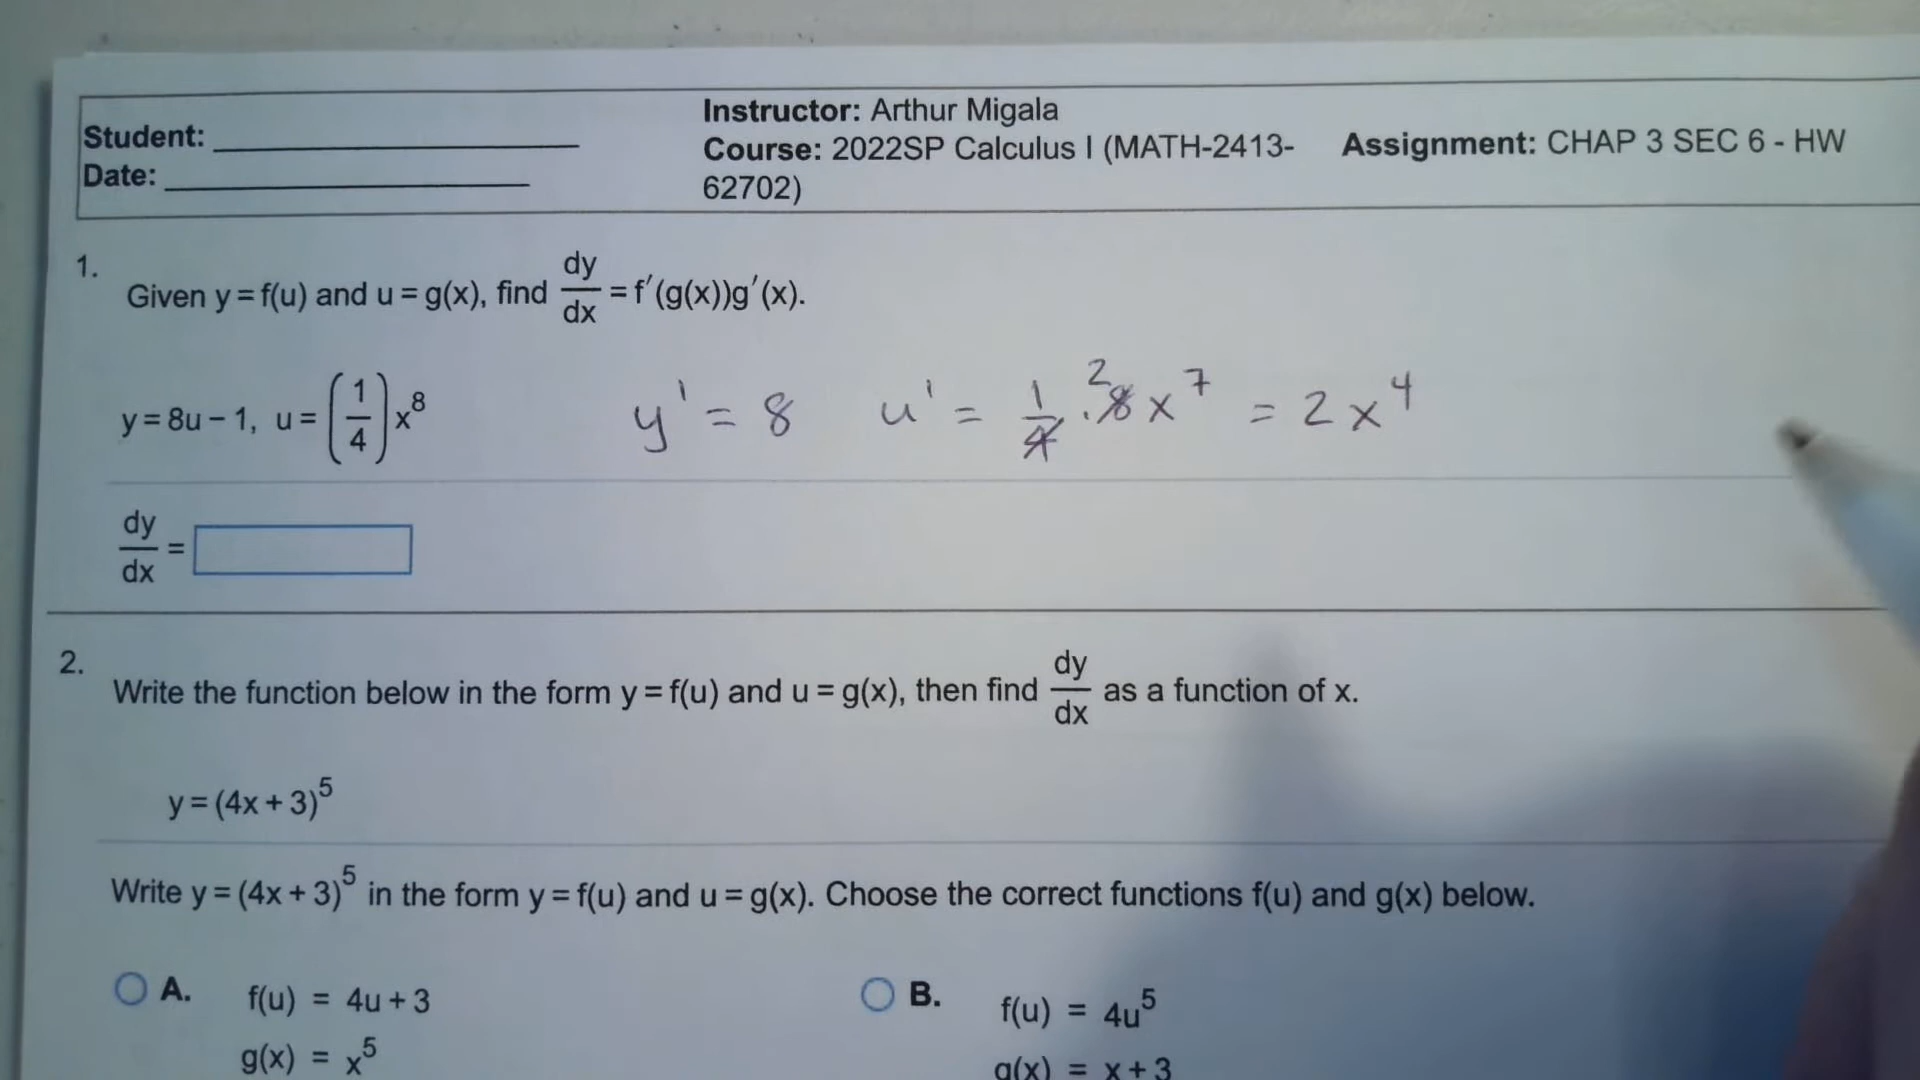 Student: ____________
Date: ____________
Instructor: Arthur Migala
Course: 2022SP Calculus I (MATH-2413-
62702)
Assignment: CHAP 3 SEC 6 - HW
1.
Given y = f(u) and u = g(x), find dy/dx = f′(g(x))g′(x).
y = 8u − 1, u = (1/4) x^8
y' = 8 u' = 1/4 · 8 2 x^7 = 2x^4
dy/dx =
2.
Write the function below in the form y = f(u) and u = g(x), then find dy/dx as a function of x.
y = (4x + 3)^5
Write y = (4x + 3)^5 in the form y = f(u) and u = g(x). Choose the correct functions f(u) and g(x) below.
A. f(u) = 4u + 3
g(x) = x^5
B. f(u) = 4u^5
g(x) = x + 3